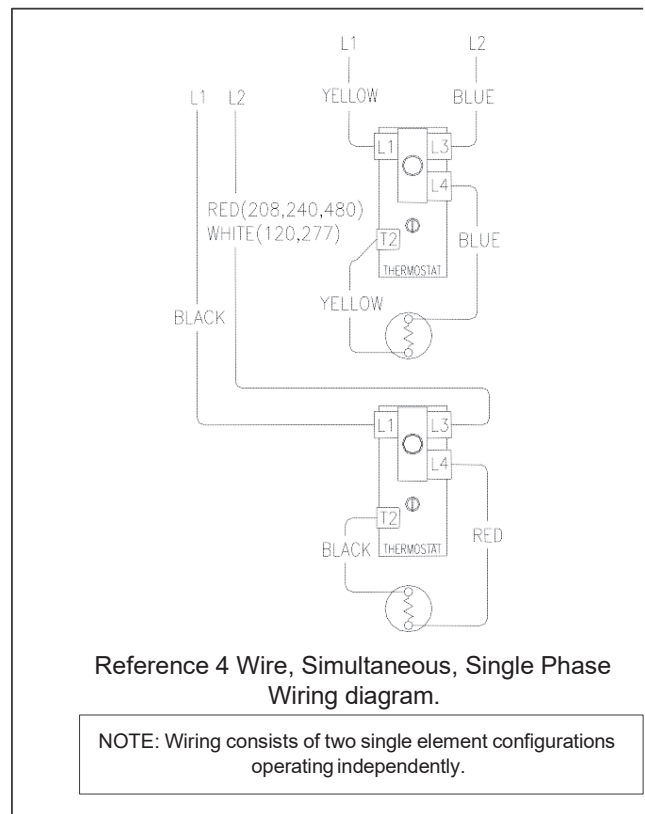 L1 L2
YELLOW BLUE
L1 L2
L1 L3
L4
RED(208,240,480)
WHITE(120,277)
T2
BLUE
THERMOSTAT
YELLOW
BLACK
L1 L3
L4
T2
RED
BLACK THERMOSTAT
Reference 4 Wire, Simultaneous, Single Phase
Wiring diagram.
NOTE: Wiring consists of two single element configurations
operating independently.